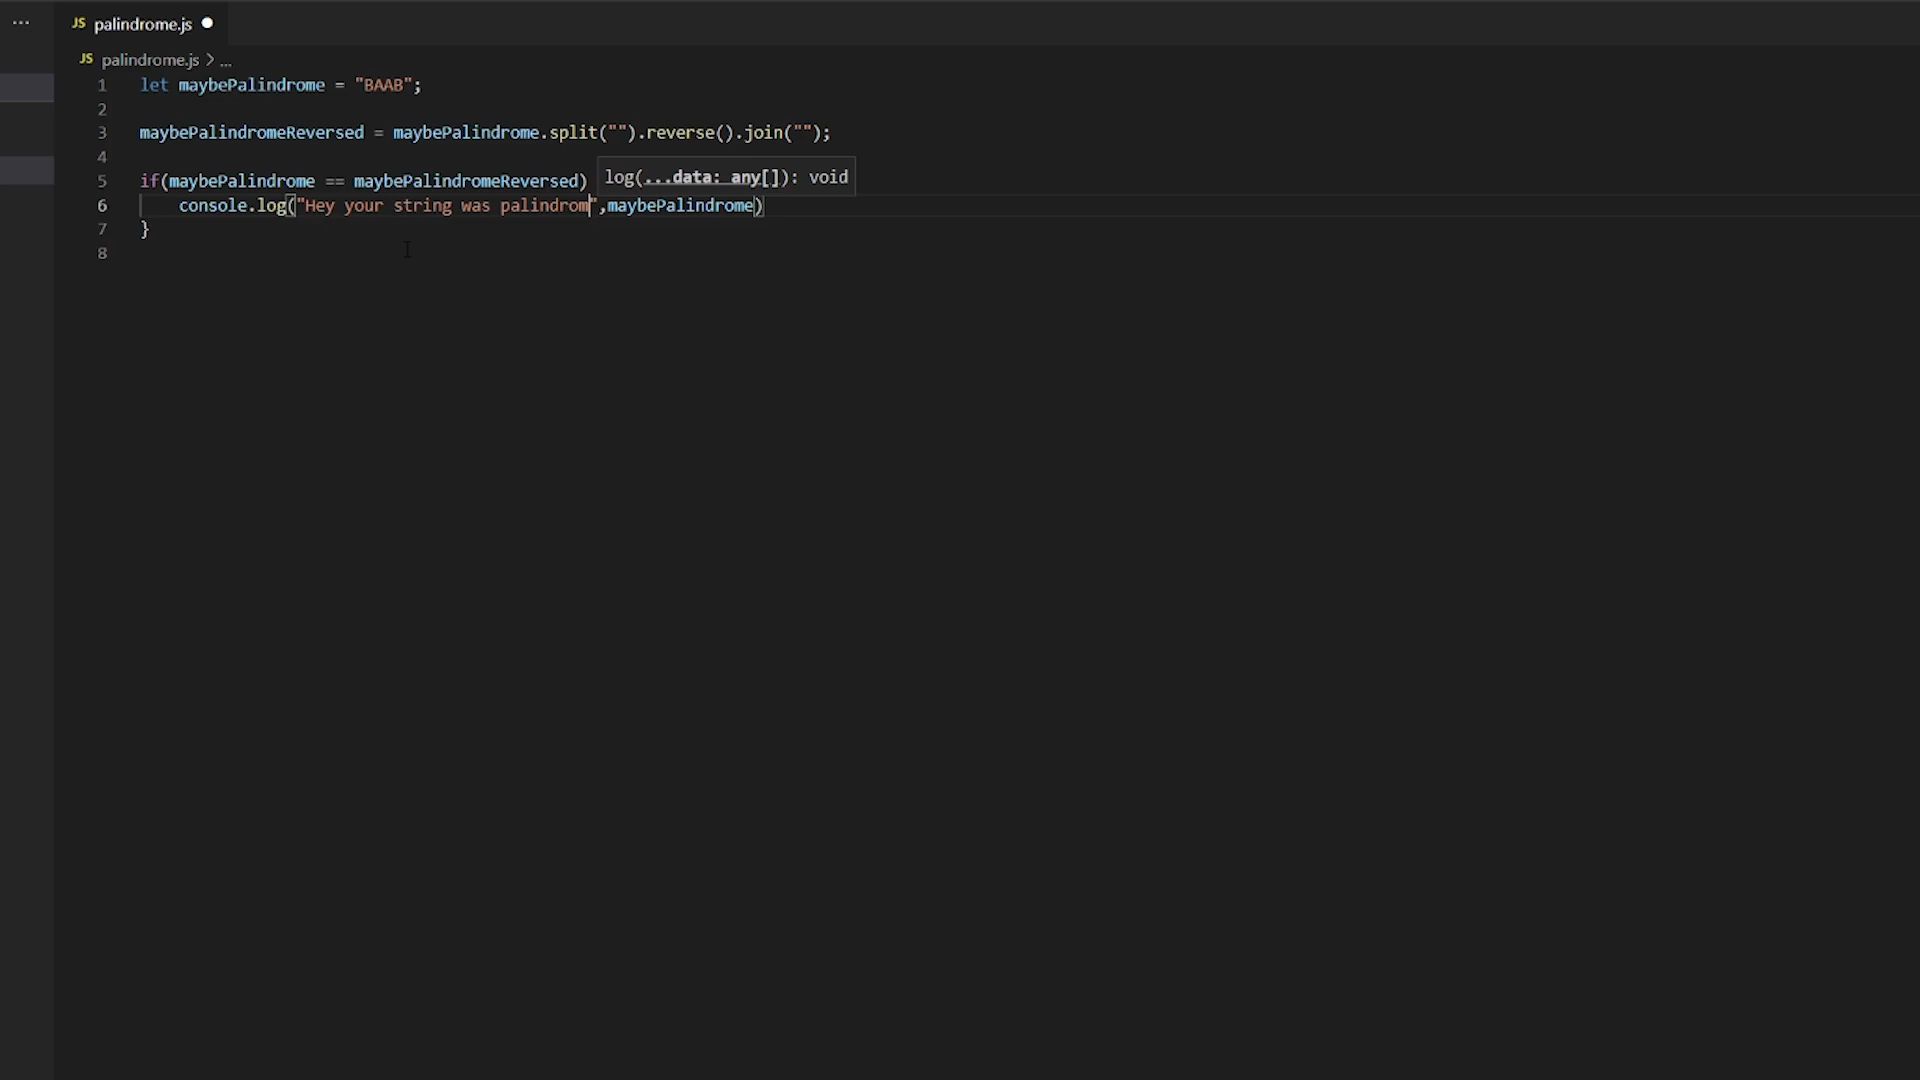 ...
JS palindrome.js
JS palindrome.js > ...
1 let maybePalindrome = "BAAB";
2
3 maybePalindromeReversed = maybePalindrome.split("").reverse().join("");
4
log(...data: any[]): void
5 if(maybePalindrome == maybePalindromeReversed)
6 console.log("Hey your string was palindrom",maybePalindrome)
7 }
8